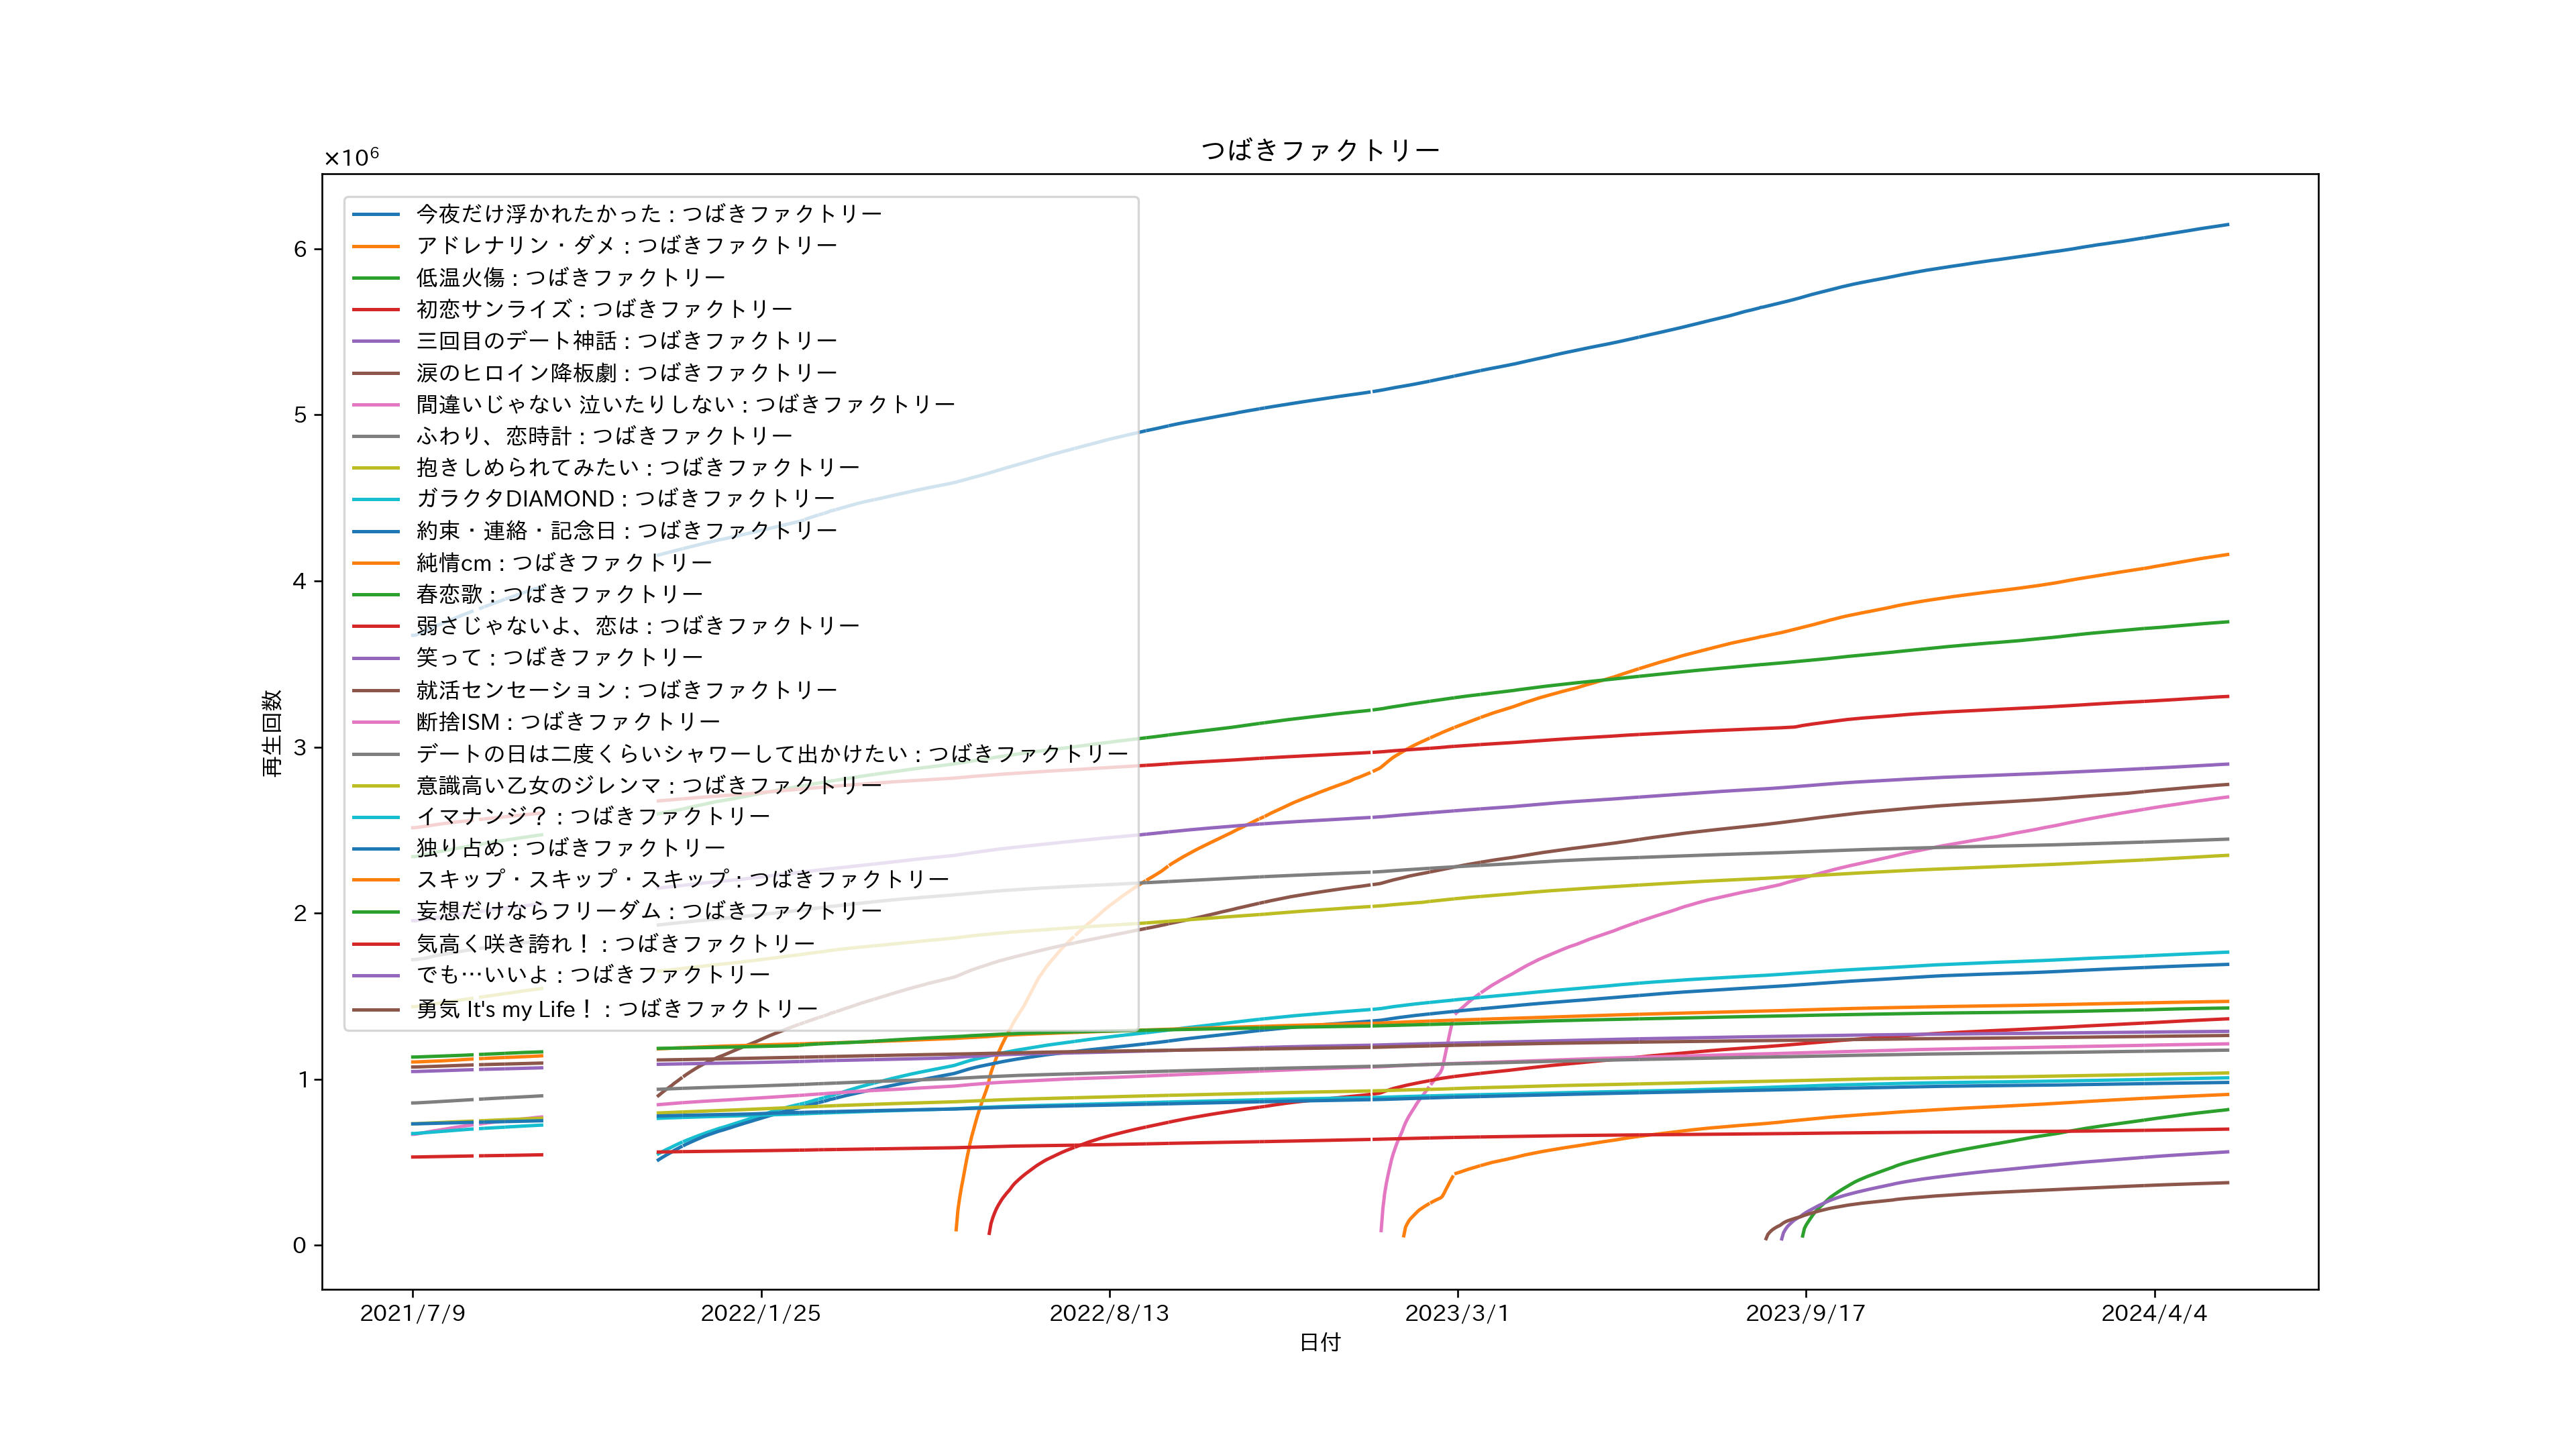 つばきファクトリー
×10⁶
今夜だけ浮かれたかった : つばきファクトリー
アドレナリン・ダメ : つばきファクトリー
低温火傷 : つばきファクトリー
初恋サンライズ : つばきファクトリー
三回目のデート神話 : つばきファクトリー
涙のヒロイン降板劇 : つばきファクトリー
間違いじゃない 泣いたりしない : つばきファクトリー
ふわり、恋時計 : つばきファクトリー
抱きしめられてみたい : つばきファクトリー
ガラクタDIAMOND : つばきファクトリー
約束・連絡・記念日 : つばきファクトリー
純情cm : つばきファクトリー
春恋歌 : つばきファクトリー
弱さじゃないよ、恋は : つばきファクトリー
笑って : つばきファクトリー
就活センセーション : つばきファクトリー
断捨ISM : つばきファクトリー
デートの日は二度くらいシャワーして出かけたい : つばきファクトリー
意識高い乙女のジレンマ : つばきファクトリー
イマナンジ？ : つばきファクトリー
独り占め : つばきファクトリー
スキップ・スキップ・スキップ : つばきファクトリー
妄想だけならフリーダム : つばきファクトリー
気高く咲き誇れ！ : つばきファクトリー
でも…いいよ : つばきファクトリー
勇気 It's my Life！ : つばきファクトリー
6
5
4
3
2
1
0
再生回数
2021/7/9
2022/1/25
2022/8/13
2023/3/1
2023/9/17
2024/4/4
日付